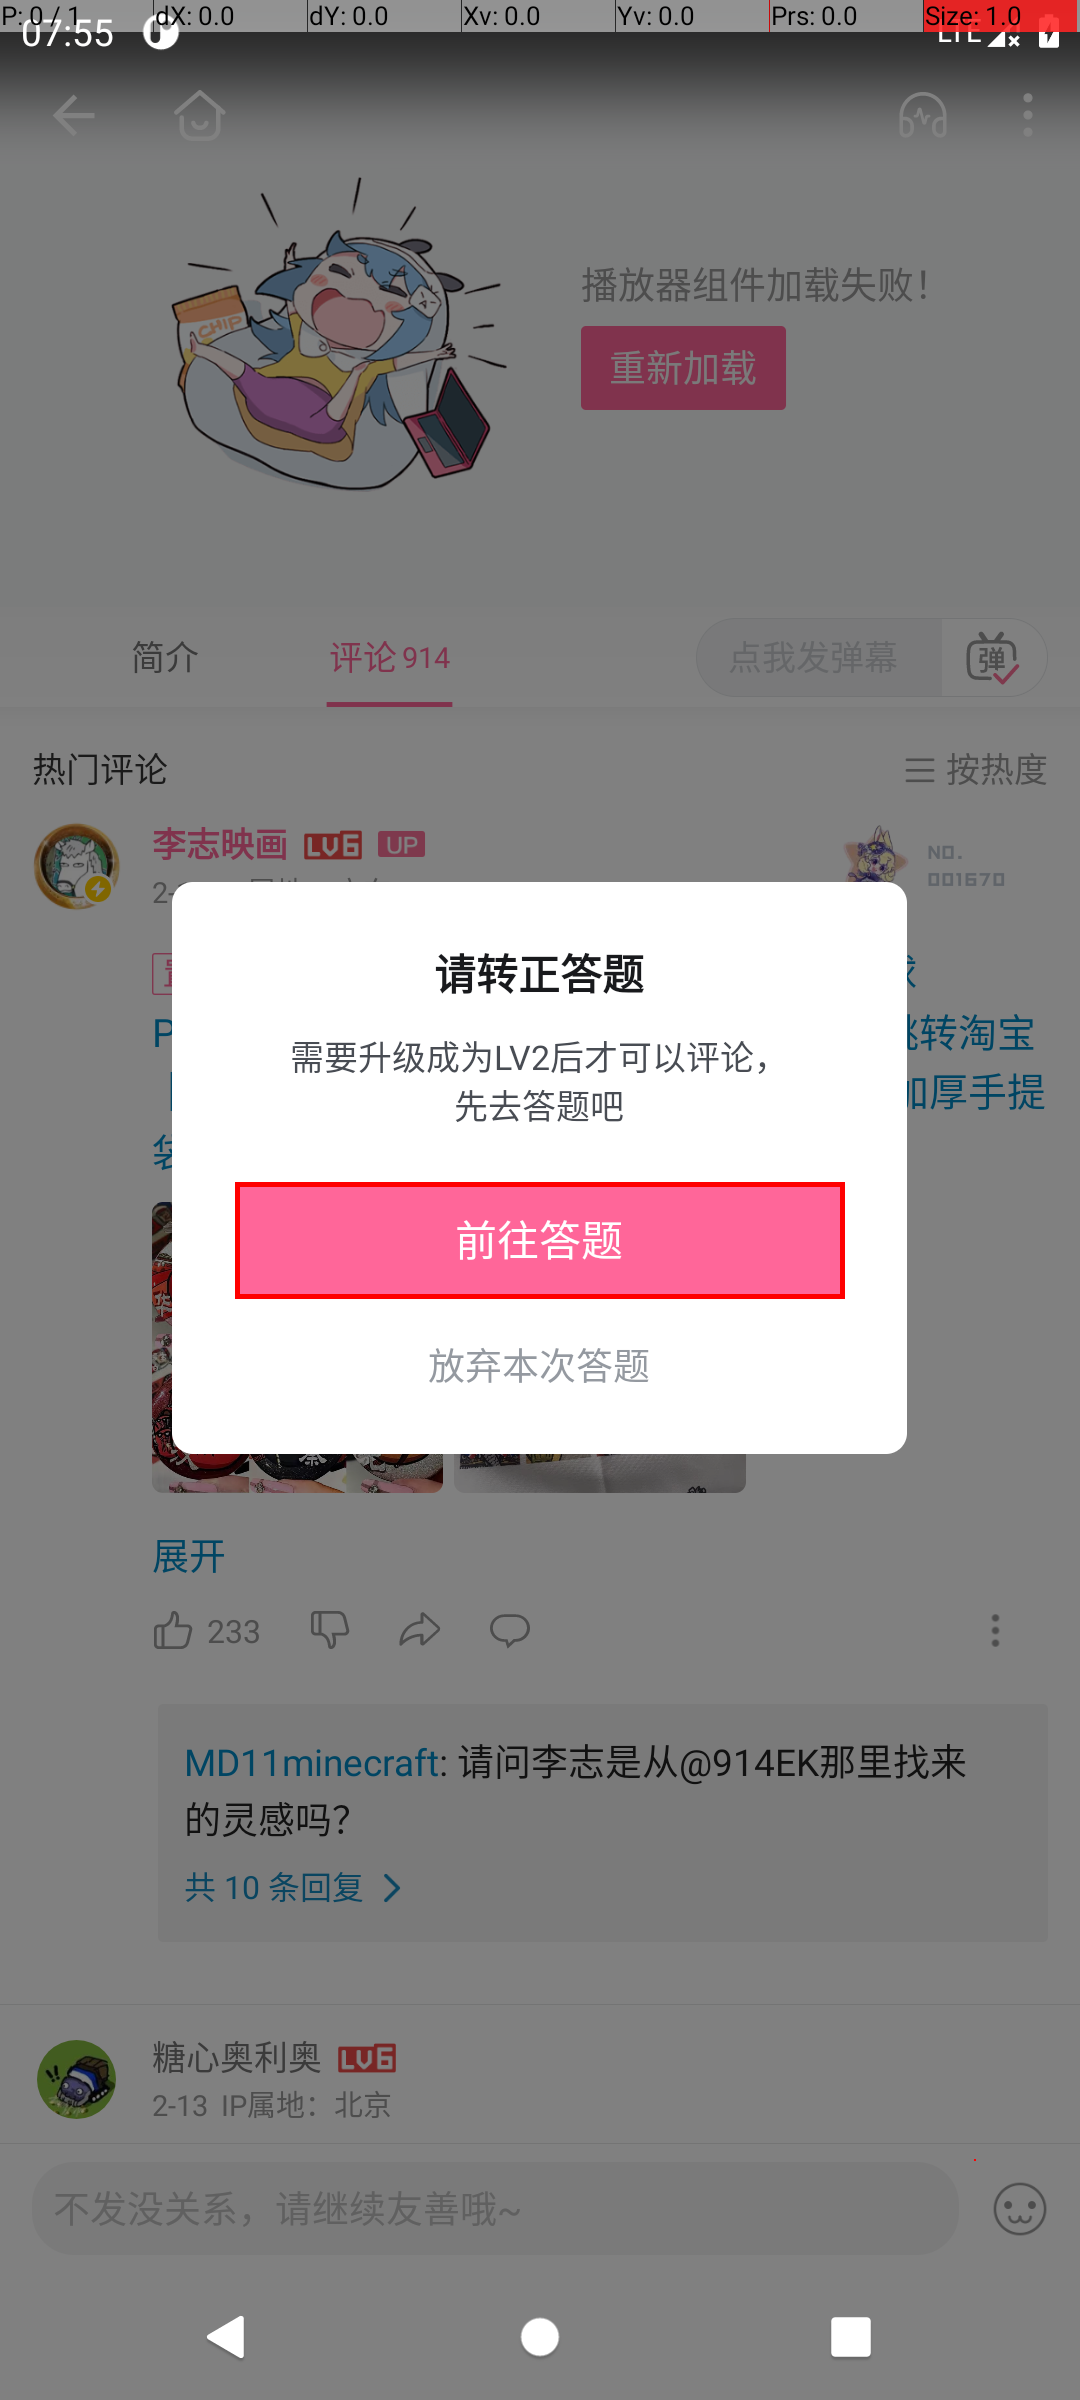 P: 0 / 1 dX: 0.0 dY: 0.0 Xv: 0.0 Yv: 0.0 Prs: 0.0 Size: 1.0
07:55 LTE
CHIP
播放器组件加载失败!
重新加载
简介 评论 914 点我发弹幕 弹
热门评论 按热度
李志映画 LV6 UP
NO.
001670
请转正答题
需要升级成为LV2后才可以评论，
先去答题吧
转淘宝
加厚手提
前往答题
放弃本次答题
展开
233
MD11minecraft: 请问李志是从@914EK那里找来
的灵感吗？
共 10 条回复
糖心奥利奥 LV6
2-13 IP属地：北京
不发没关系，请继续友善哦~